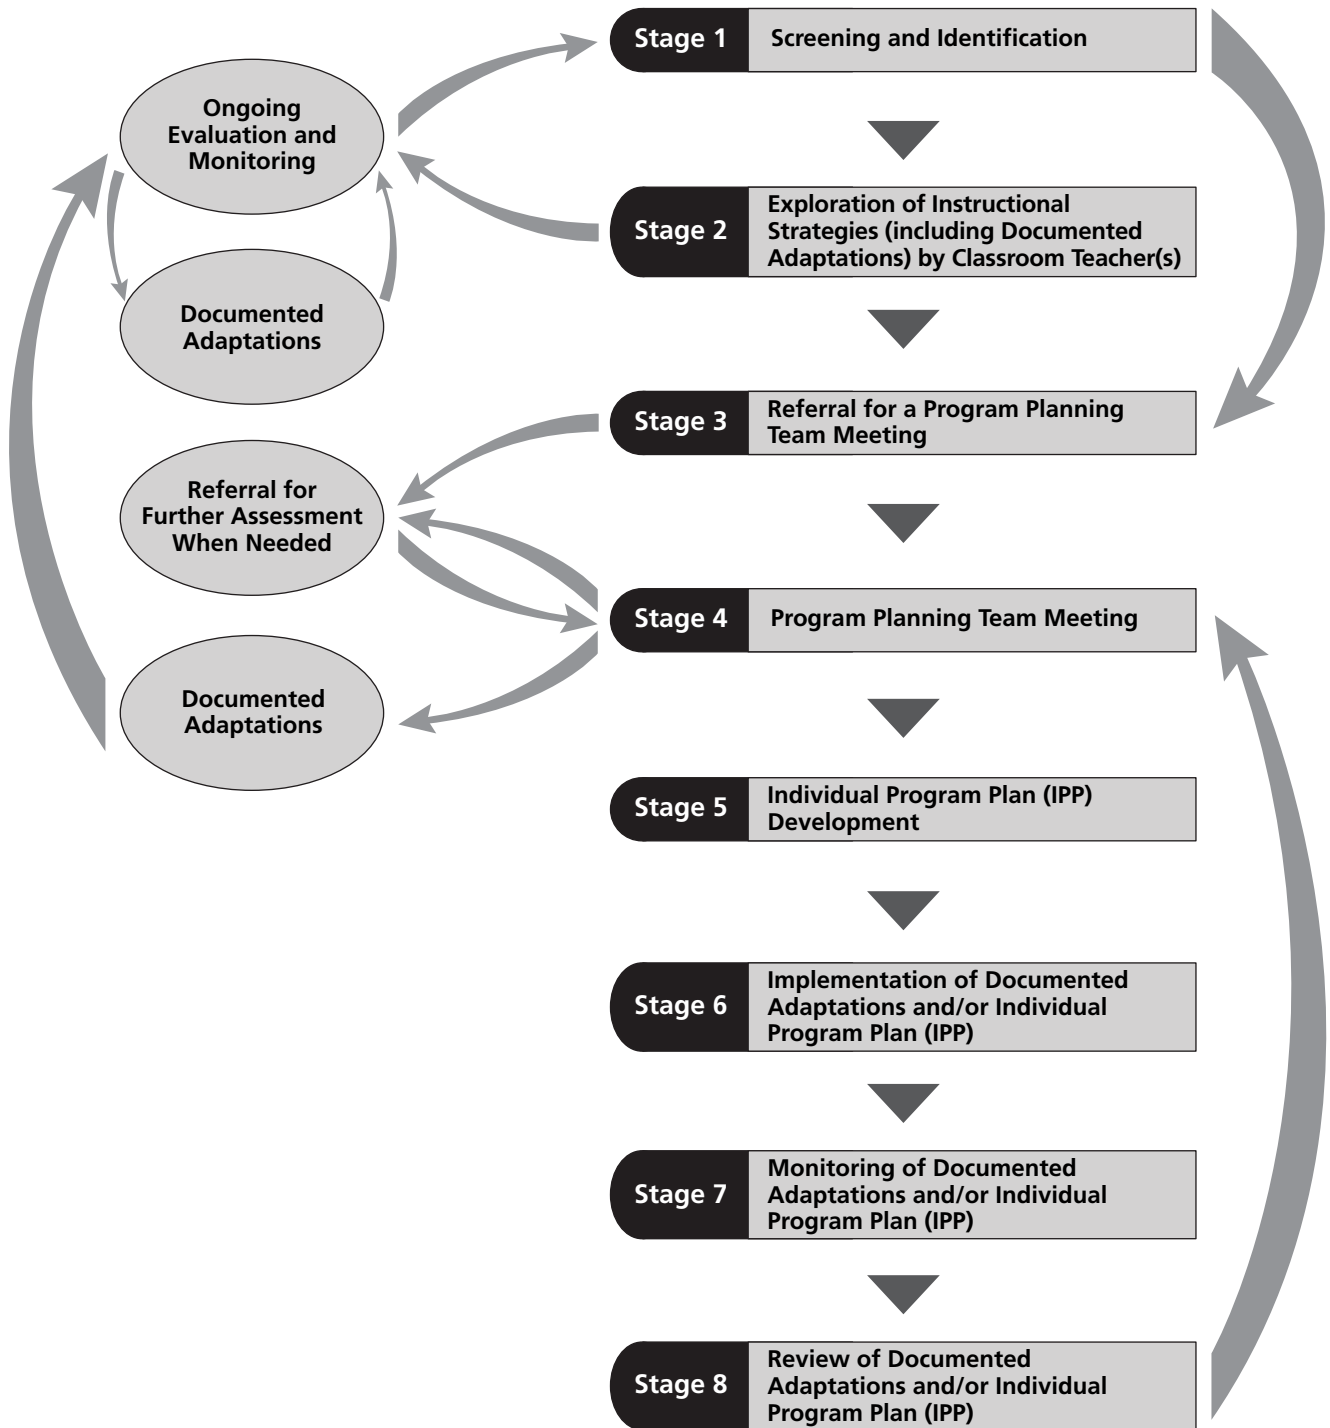 Stage 1
Screening and Identification
Ongoing
Evaluation and
Monitoring
Stage 2
Exploration of Instructional
Strategies (including Documented
Adaptations) by Classroom Teacher(s)
Documented
Adaptations
Stage 3
Referral for a Program Planning
Team Meeting
Referral for
Further Assessment
When Needed
Stage 4
Program Planning Team Meeting
Documented
Adaptations
Stage 5
Individual Program Plan (IPP)
Development
Stage 6
Implementation of Documented
Adaptations and/or Individual
Program Plan (IPP)
Stage 7
Monitoring of Documented
Adaptations and/or Individual
Program Plan (IPP)
Stage 8
Review of Documented
Adaptations and/or Individual
Program Plan (IPP)